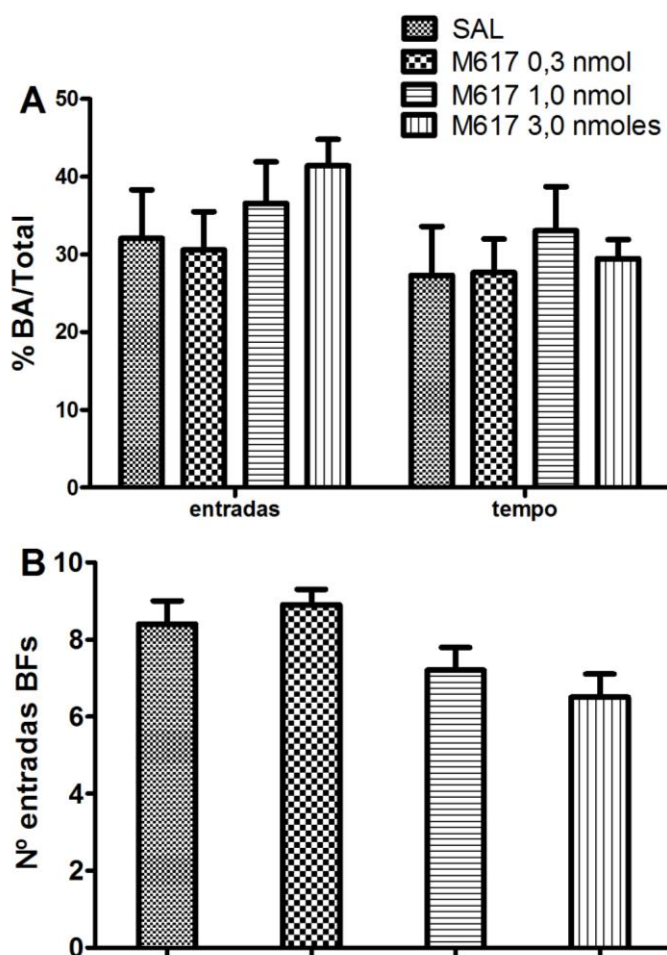 SAL
M617 0,3 nmol
M617 1,0 nmol
M617 3,0 nmoles
A
% BA/Total
50
40
30
20
10
0
entradas tempo
B
Nº entradas BFs
10
8
6
4
2
0